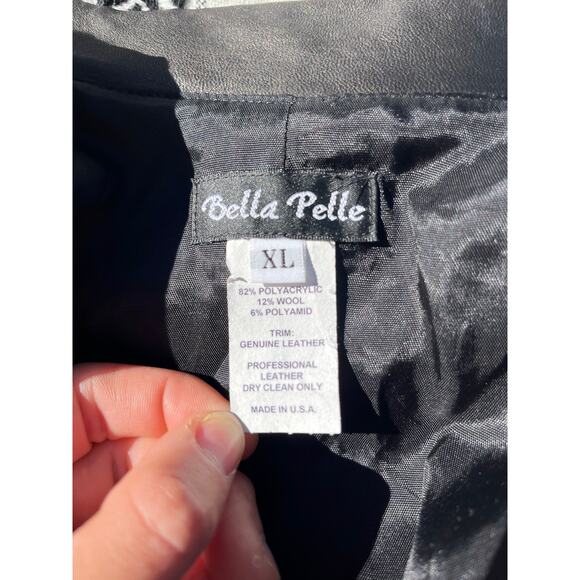 Bella Pelle
XL
82% POLYACRYLIC
12% WOOL
6% POLYAMID
TRIM:
GENUINE LEATHER
PROFESSIONAL
LEATHER
DRY CLEAN ONLY
MADE IN U.S.A.